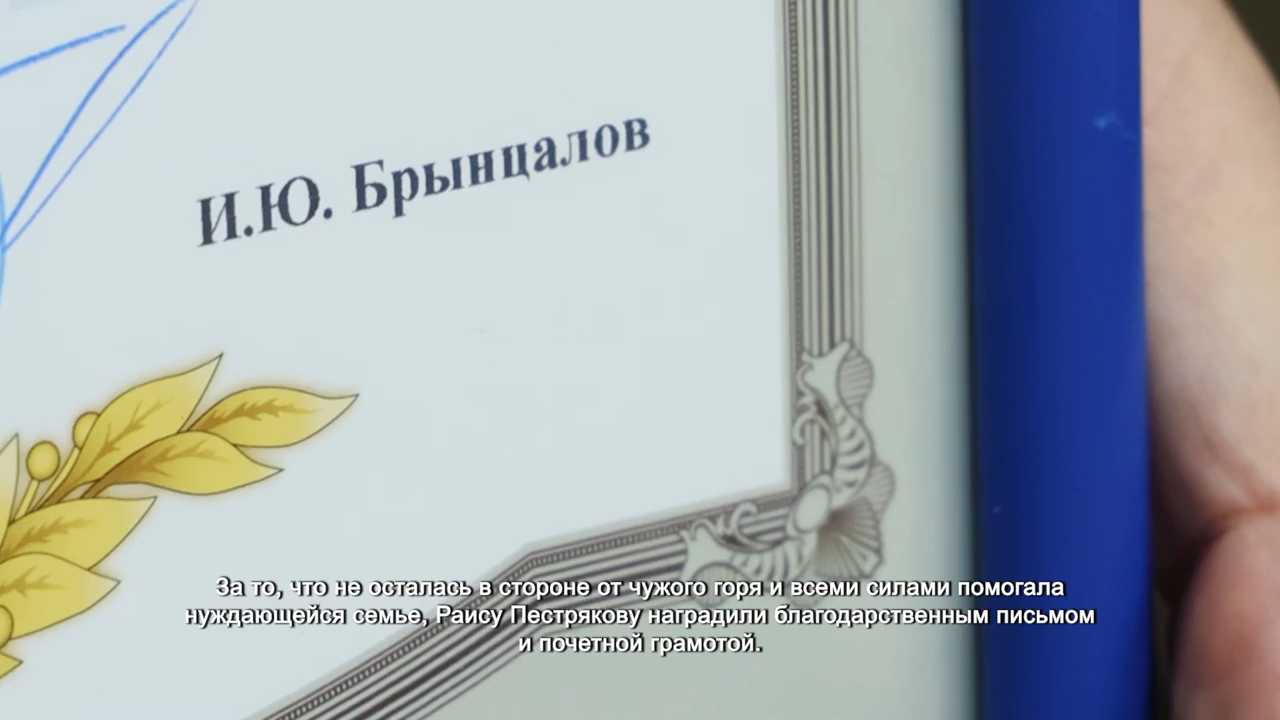 И.Ю. Брынцалов
За то, что не осталась в стороне от чужого горя и всеми силами помогала
нуждающейся семье, Раису Пестрякову наградили благодарственным письмом
и почетной грамотой.